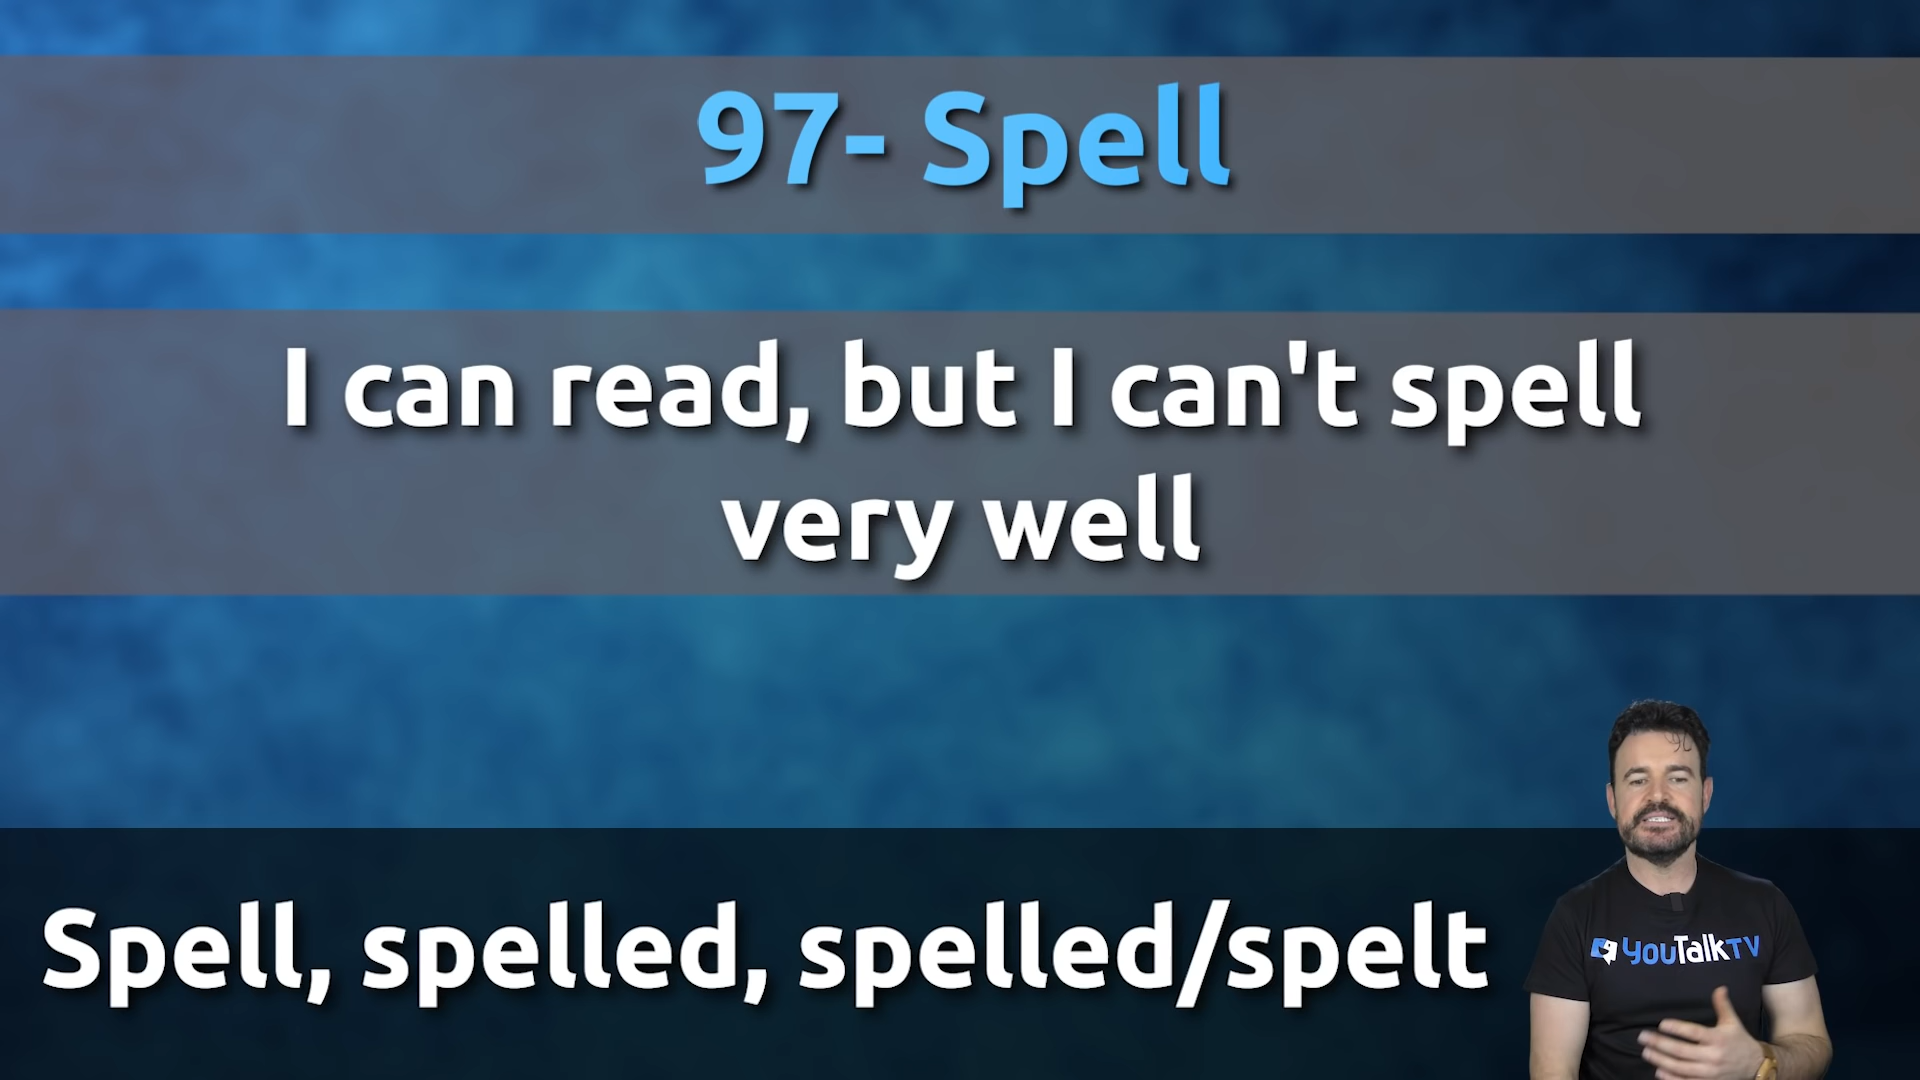 97- Spell
I can read, but I can't spell
very well
Spell, spelled, spelled/spelt
YouTalkTV